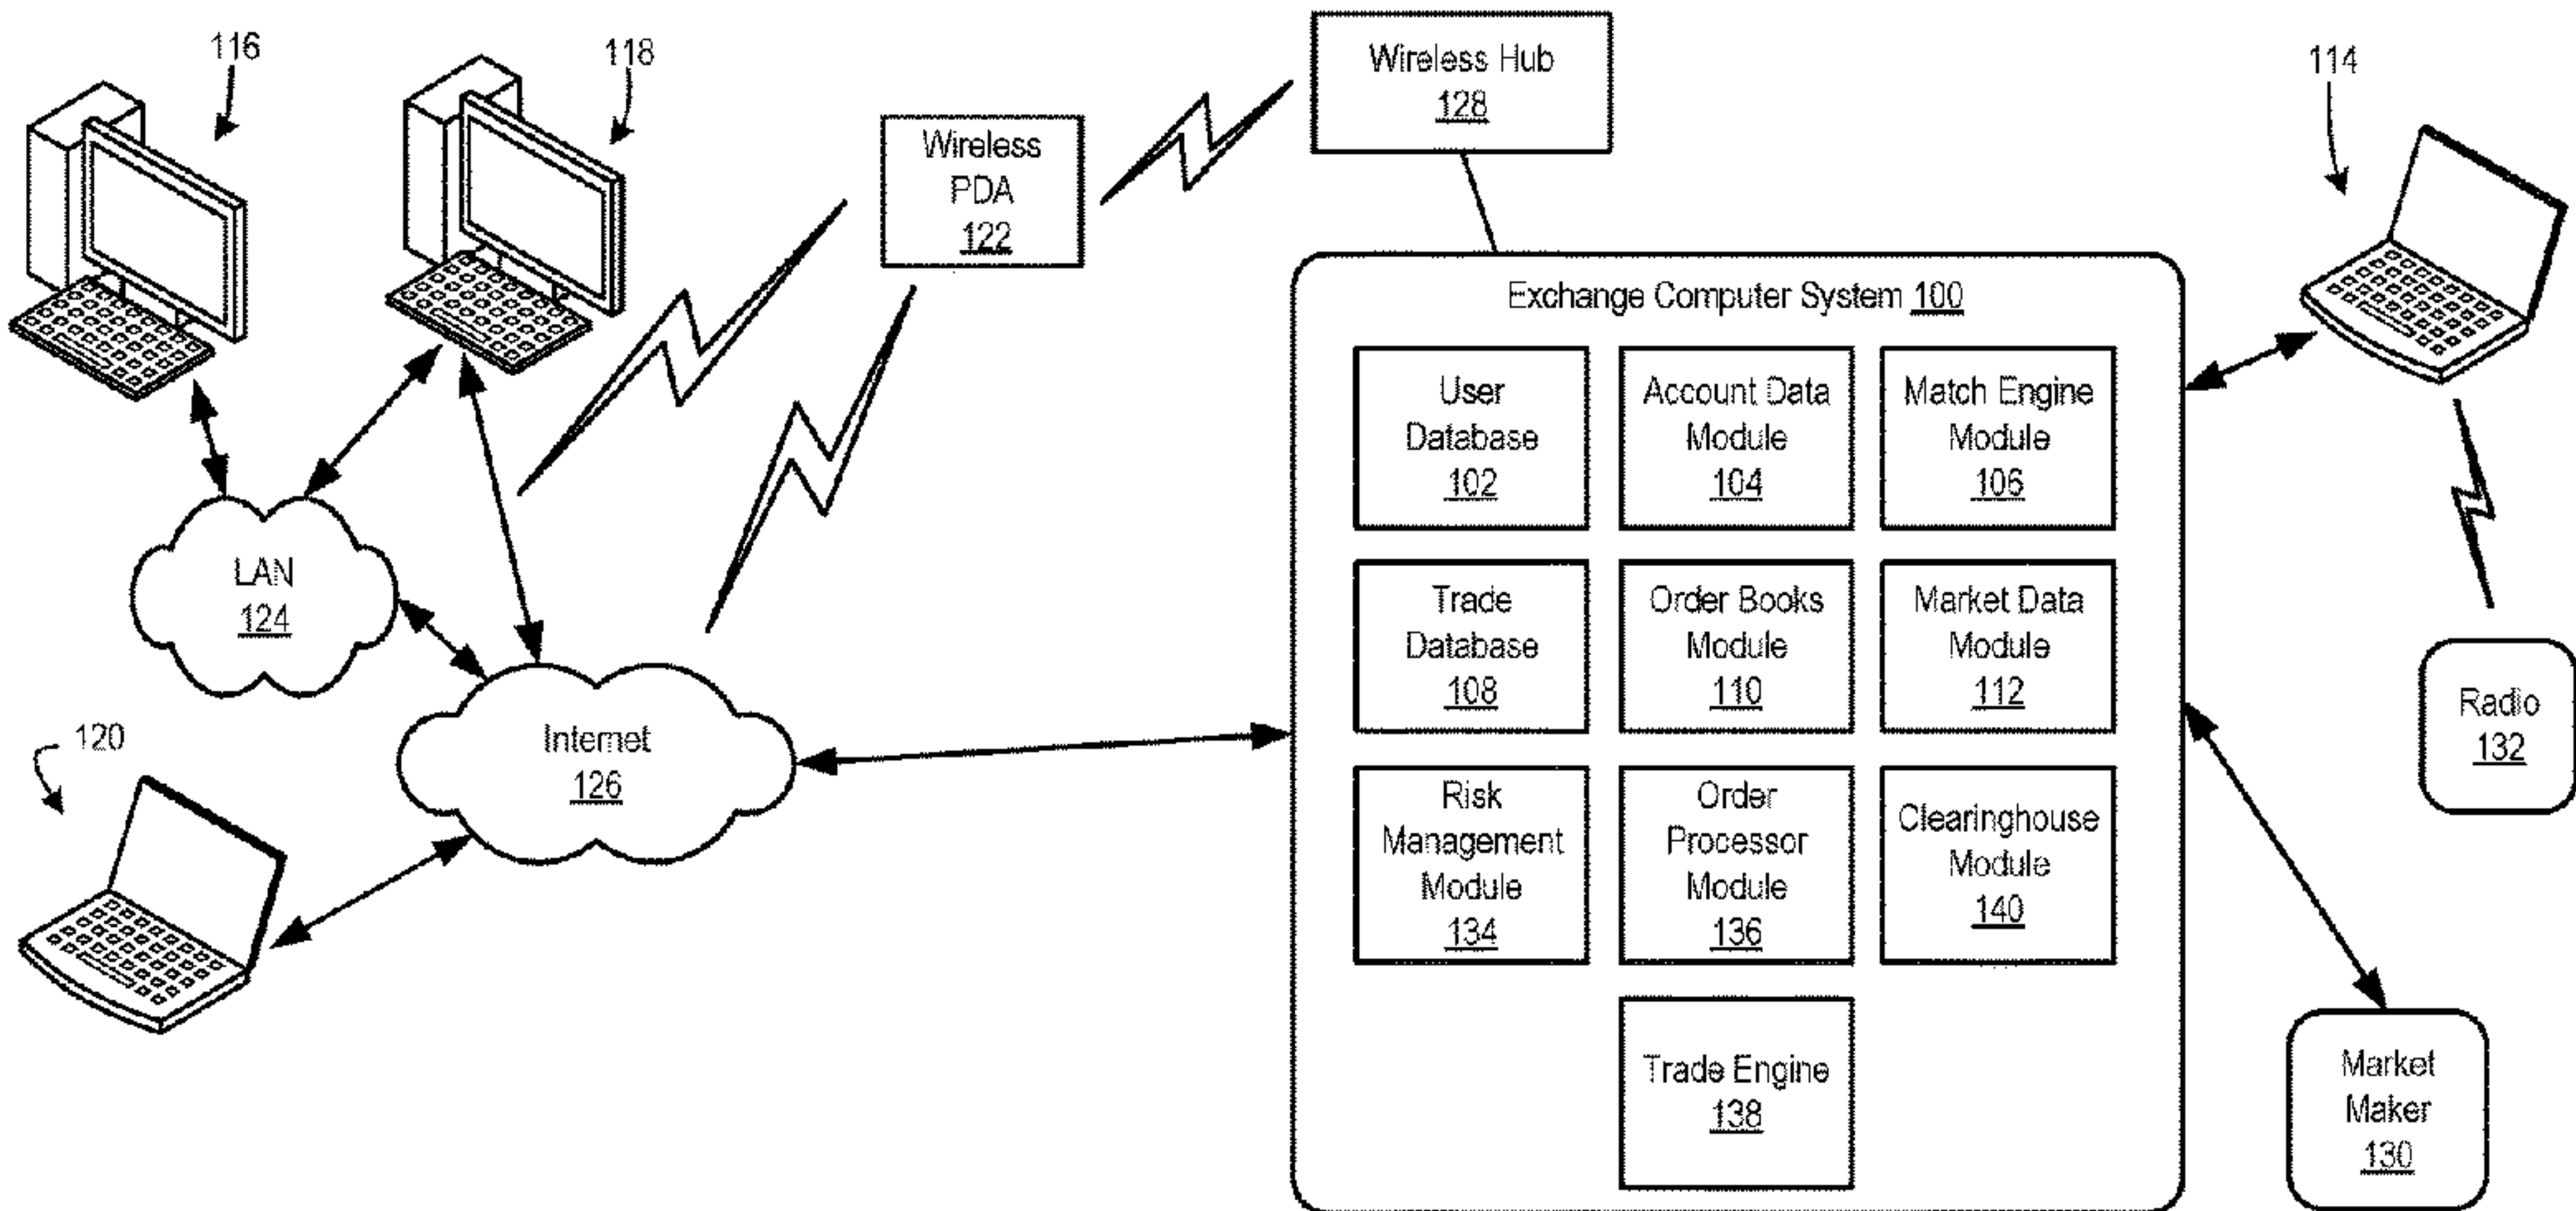 116
118
Wireless Hub
128
114
Wireless
PDA
122
Exchange Computer System 100
User
Database
102
Account Data
Module
104
Match Engine
Module
106
LAN
124
Trade
Database
108
Order Books
Module
110
Market Data
Module
112
Radio
132
120
Internet
126
Risk
Management
Module
134
Order
Processor
Module
136
Clearinghouse
Module
140
Trade Engine
138
Market
Maker
130